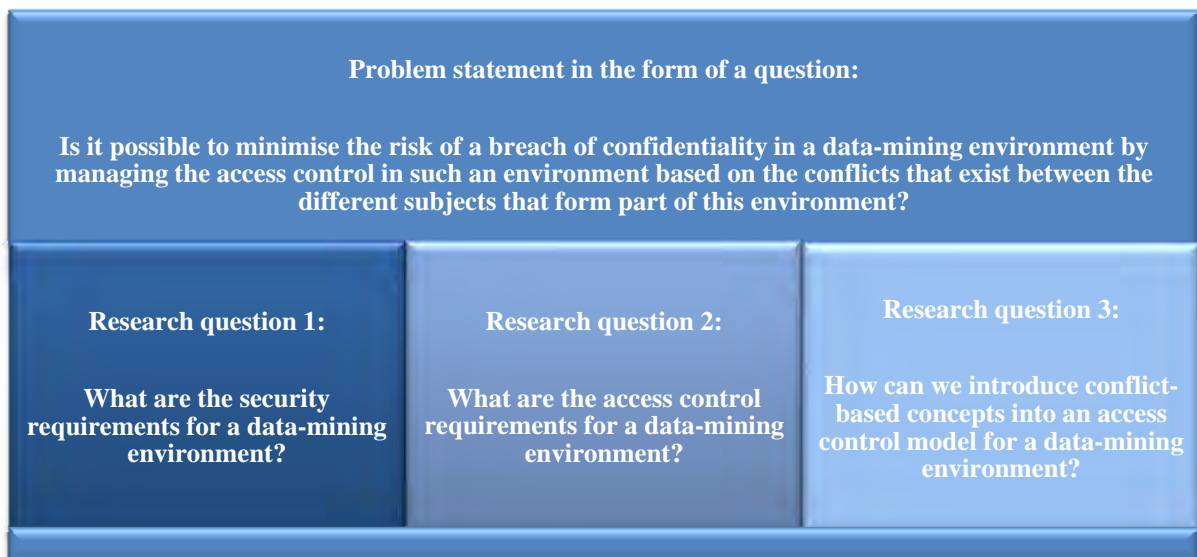 Problem statement in the form of a question:
Is it possible to minimise the risk of a breach of confidentiality in a data-mining environment by
managing the access control in such an environment based on the conflicts that exist between the
different subjects that form part of this environment?
Research question 1:
What are the security
requirements for a data-mining
environment?
Research question 2:
What are the access control
requirements for a data-mining
environment?
Research question 3:
How can we introduce conflict-
based concepts into an access
control model for a data-mining
environment?